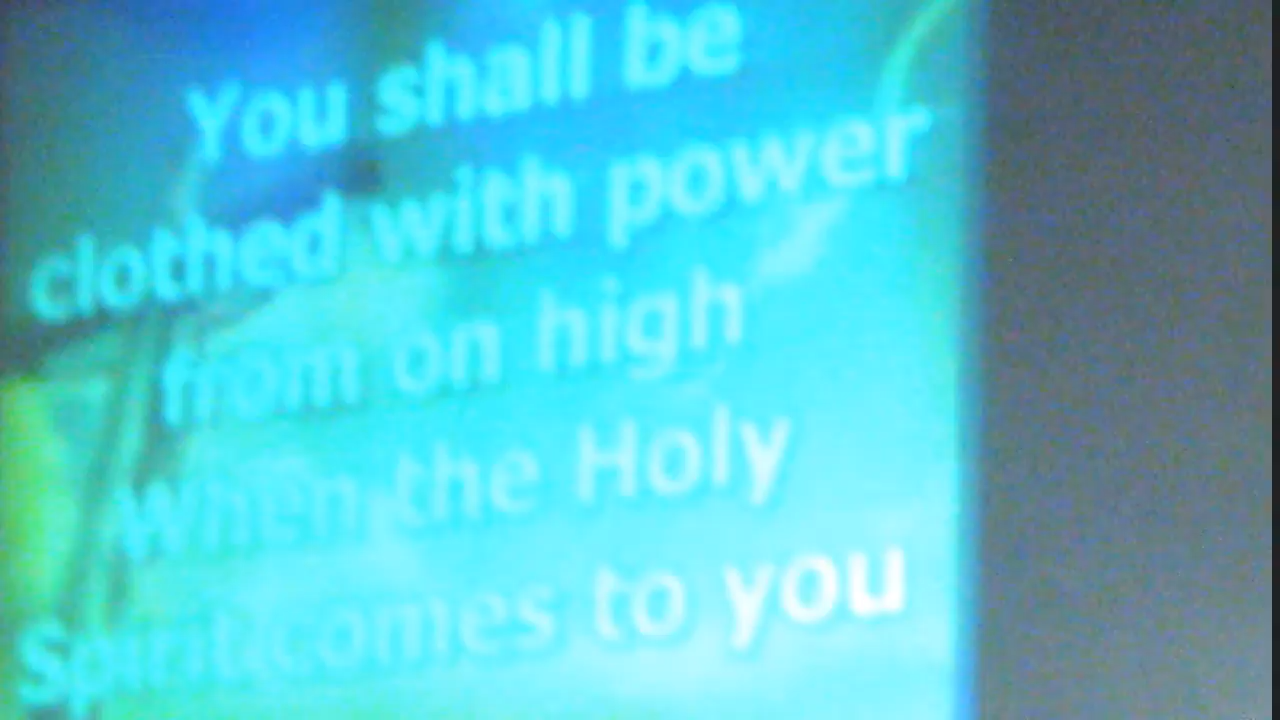 You shall be
clothed with power
from on high
When the Holy
Spirit comes to you